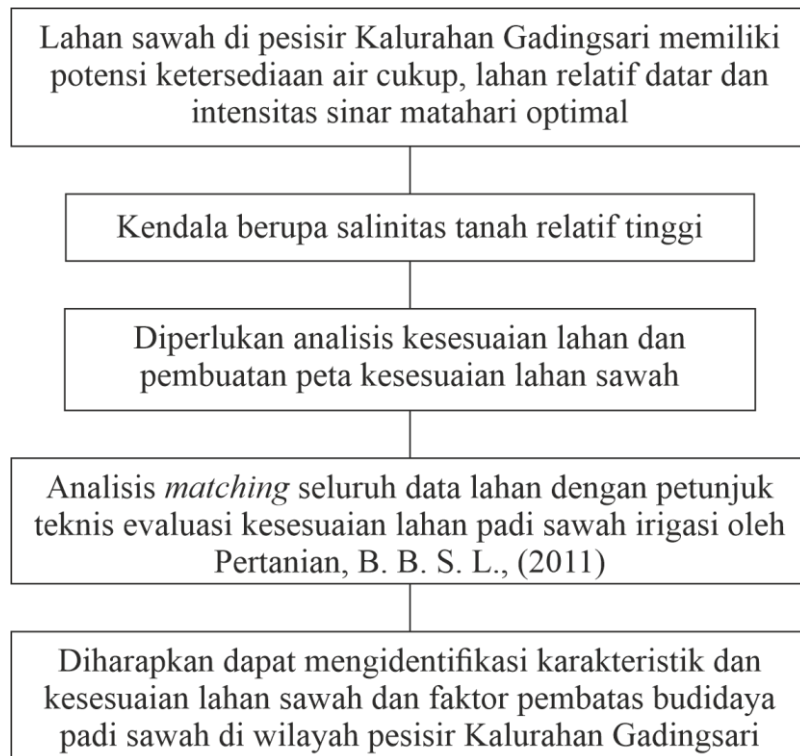 Lahan sawah di pesisir Kalurahan Gadingsari memiliki
potensi ketersediaan air cukup, lahan relatif datar dan
intensitas sinar matahari optimal
Kendala berupa salinitas tanah relatif tinggi
Diperlukan analisis kesesuaian lahan dan
pembuatan peta kesesuaian lahan sawah
Analisis matching seluruh data lahan dengan petunjuk
teknis evaluasi kesesuaian lahan padi sawah irigasi oleh
Pertanian, B. B. S. L., (2011)
Diharapkan dapat mengidentifikasi karakteristik dan
kesesuaian lahan sawah dan faktor pembatas budidaya
padi sawah di wilayah pesisir Kalurahan Gadingsari